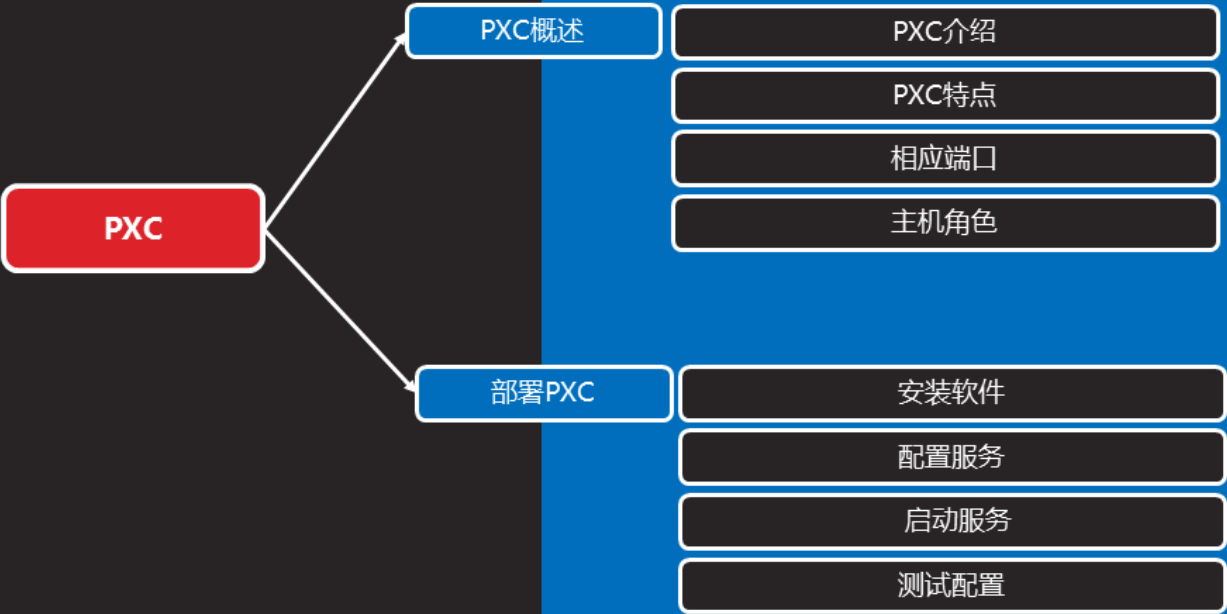 PXC
PXC概述
PXC介绍
PXC特点
相应端口
主机角色
部署PXC
安装软件
配置服务
启动服务
测试配置